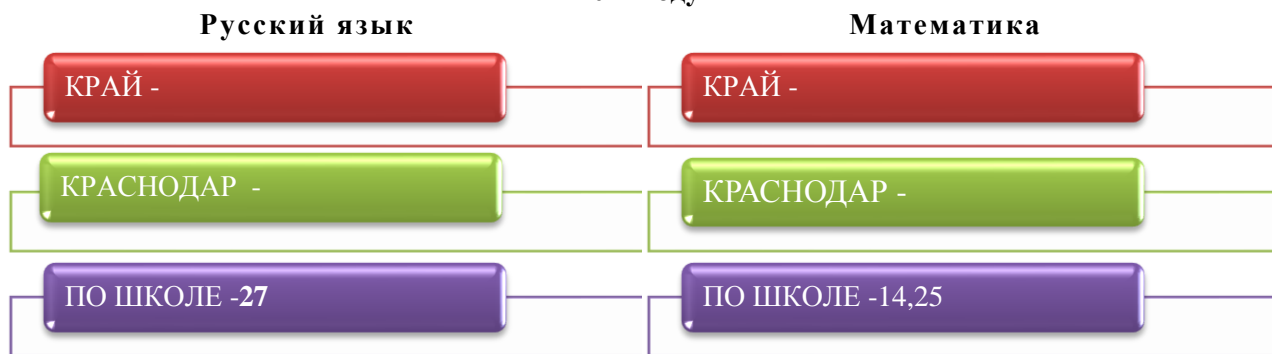 Русский язык
КРАЙ -
КРАСНОДАР -
ПО ШКОЛЕ -27
Математика
КРАЙ -
КРАСНОДАР -
ПО ШКОЛЕ -14,25